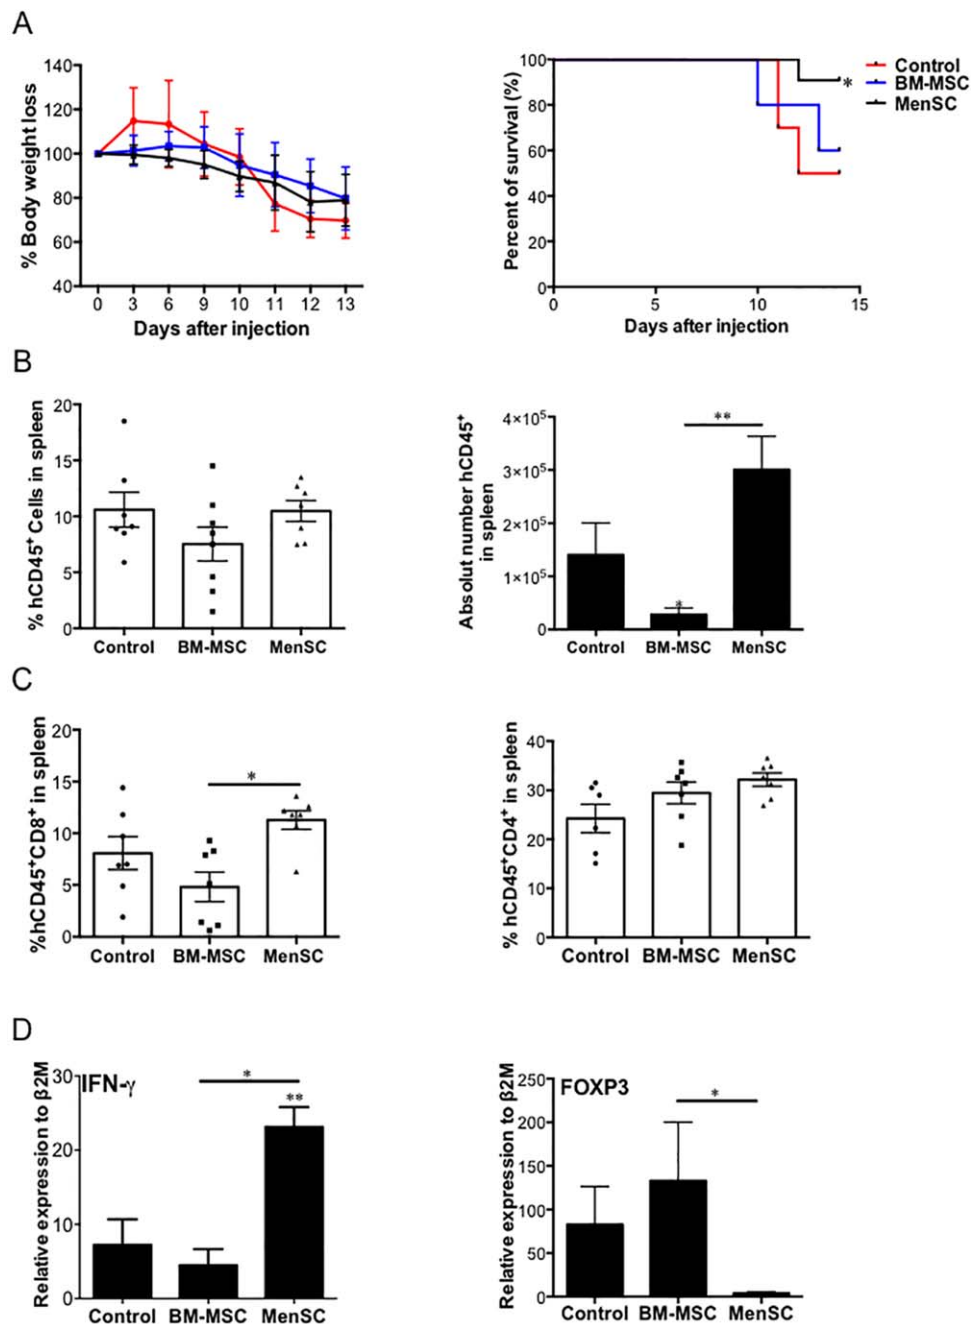 A
% Body weight loss
140
120
100
80
60
40
0 3 6 9 10 11 12 13
Days after injection
Percent of survival (%)
100
80
60
40
20
0
0 5 10 15
Days after injection
Control
BM-MSC
MenSC
*
B
% hCD45+ Cells in spleen
20
15
10
5
0
Control BM-MSC MenSC
Absolut number hCD45+
in spleen
4×10⁵
3×10⁵
2×10⁵
1×10⁵
0
**
*
Control BM-MSC MenSC
C
%hCD45+CD8+ in spleen
20
15
10
5
0
*
Control BM-MSC MenSC
% hCD45+CD4+ in spleen
40
30
20
10
0
Control BM-MSC MenSC
D
Relative expression to β2M
30
20
10
0
IFN-γ
*
**
Control BM-MSC MenSC
Relative expression to β2M
250
200
150
100
50
0
FOXP3
*
Control BM-MSC MenSC